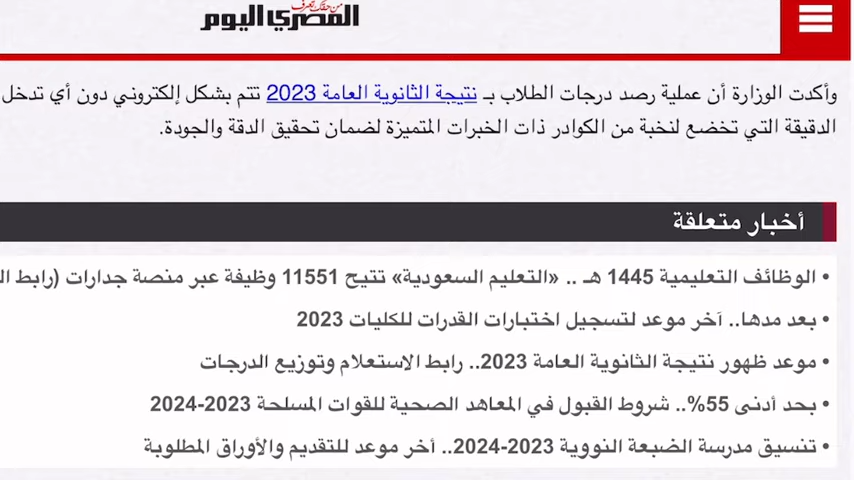 من حقك تعرف
المصري اليوم
وأكدت الوزارة أن عملية رصد درجات الطلاب بـ نتيجة الثانوية العامة 2023 تتم بشكل إلكتروني دون أي تدخل
الدقيقة التي تخضع لنخبة من الكوادر ذات الخبرات المتميزة لضمان تحقيق الدقة والجودة.
أخبار متعلقة
• الوظائف التعليمية 1445 هـ .. «التعليم السعودية» تتيح 11551 وظيفة عبر منصة جدارات (رابط
• بعد مدها.. آخر موعد لتسجيل اختبارات القدرات للكليات 2023
• موعد ظهور نتيجة الثانوية العامة 2023.. رابط الاستعلام وتوزيع الدرجات
• بحد أدنى 55%.. شروط القبول في المعاهد الصحية للقوات المسلحة 2023-2024
• تنسيق مدرسة الضبعة النووية 2023-2024.. أخر موعد للتقديم والأوراق المطلوبة